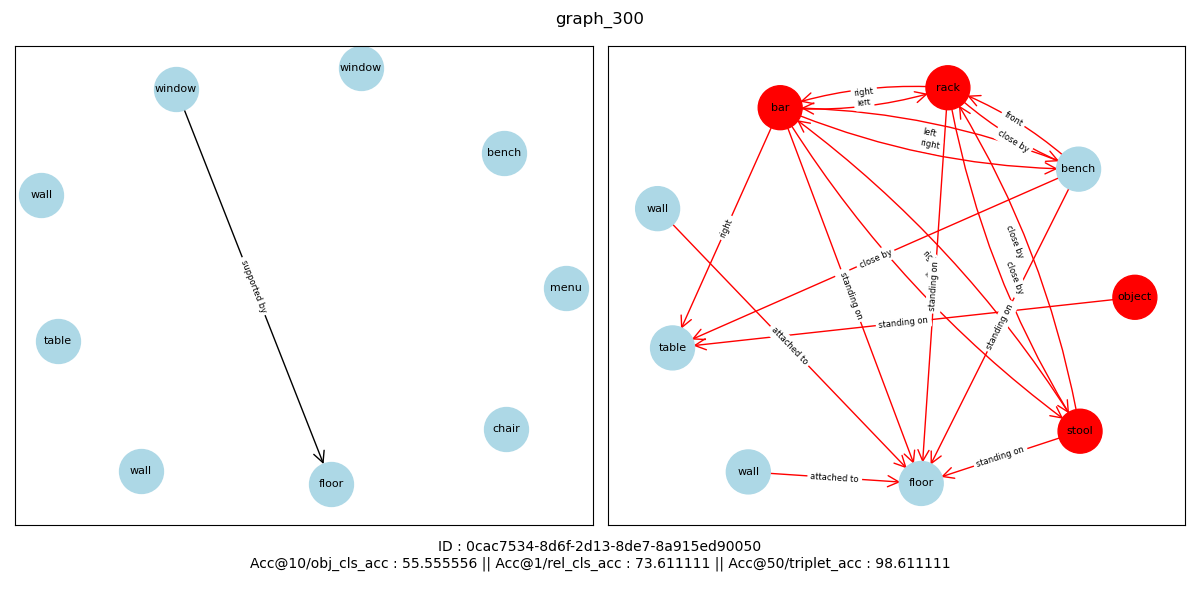 graph_300
window
window
bench
wall
supported by
menu
table
chair
wall
floor
rack
bar
right
left
front
left
right
close by
bench
wall
right
close by
close by
standing on
standing on
close by
object
table
standing on
standing on
attached to
stool
standing on
wall
attached to
floor
ID : 0cac7534-8d6f-2d13-8de7-8a915ed90050
Acc@10/obj_cls_acc : 55.555556 || Acc@1/rel_cls_acc : 73.611111 || Acc@50/triplet_acc : 98.611111